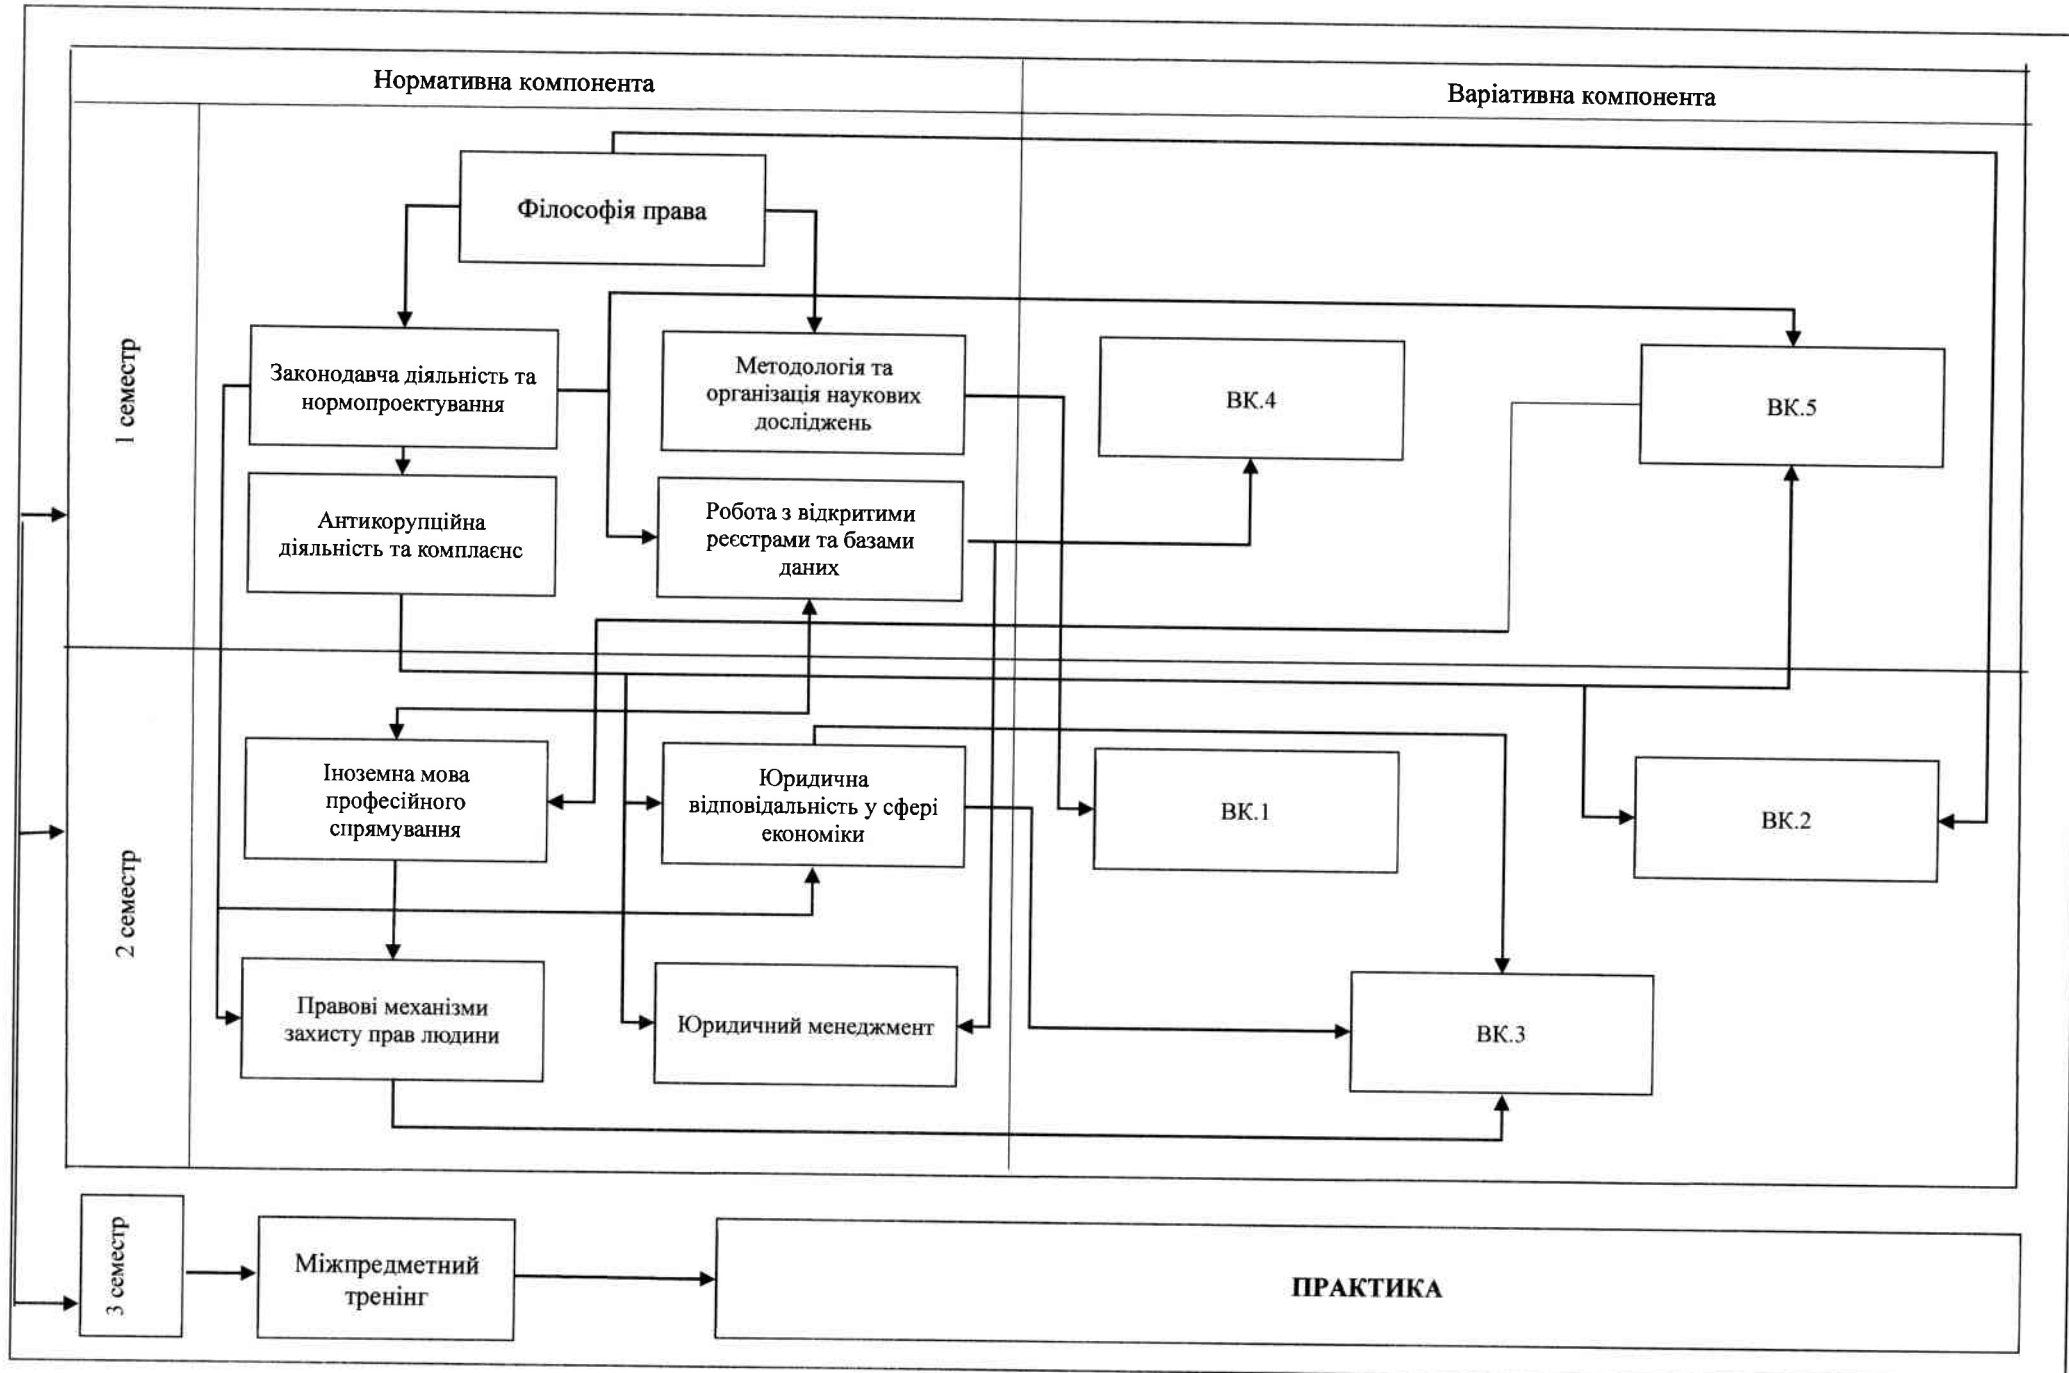 Нормативна компонента
Варіативна компонента
1 семестр
Філософія права
Законодавча діяльність та
нормопроектування
Методологія та
організація наукових
досліджень
ВК.4
ВК.5
Антикорупційна
діяльність та комплаєнс
Робота з відкритими
реєстрами та базами
даних
2 семестр
Іноземна мова
професійного
спрямування
Юридична
відповідальність у сфері
економіки
ВК.1
ВК.2
Правові механізми
захисту прав людини
Юридичний менеджмент
ВК.3
3 семестр
Міжпредметний
тренінг
ПРАКТИКА